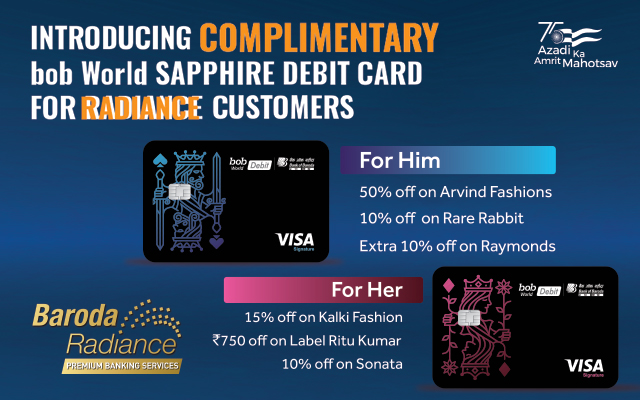 INTRODUCING COMPLIMENTARY
bob World SAPPHIRE DEBIT CARD
FOR RADIANCE CUSTOMERS
75
Azadi Ka
Amrit Mahotsav
bob World Debit
Bank of Baroda
VISA
Signature
For Him
50% off on Arvind Fashions
10% off on Rare Rabbit
Extra 10% off on Raymonds
For Her
15% off on Kalki Fashion
₹750 off on Label Ritu Kumar
10% off on Sonata
bob World Debit
Bank of Baroda
VISA
Signature
Baroda
Radiance
PREMIUM BANKING SERVICES